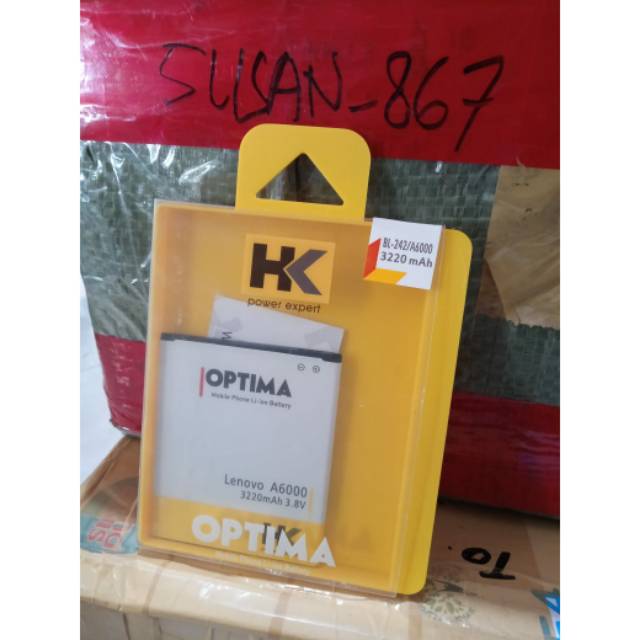 SUSAN-867
BL-242/A6000
3220 mAh
HK
power expert
OPTIMA
Mobile Phone Li-ion Battery
Lenovo A6000
3220mAh 3.8V
OPTIMA
TO